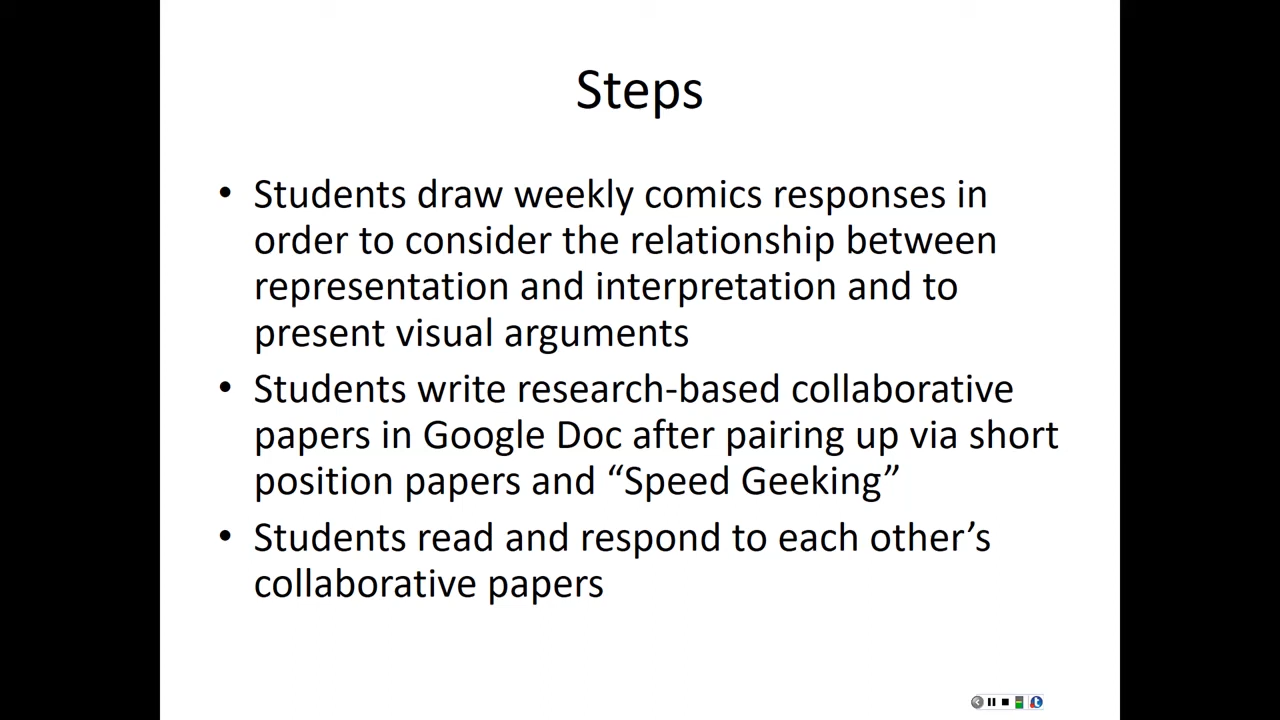 Steps
• Students draw weekly comics responses in
order to consider the relationship between
representation and interpretation and to
present visual arguments
• Students write research-based collaborative
papers in Google Doc after pairing up via short
position papers and “Speed Geeking”
• Students read and respond to each other’s
collaborative papers